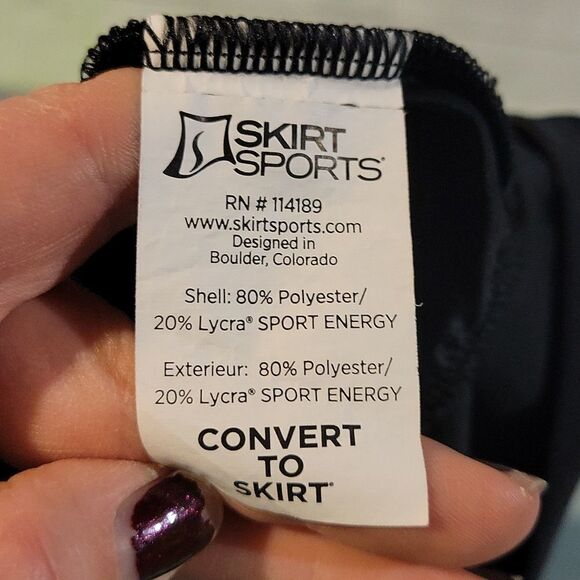 SKIRT
SPORTS®
RN # 114189
www.skirtsports.com
Designed in
Boulder, Colorado
Shell: 80% Polyester/
20% Lycra® SPORT ENERGY
Exterieur: 80% Polyester/
20% Lycra® SPORT ENERGY
CONVERT
TO
SKIRT®